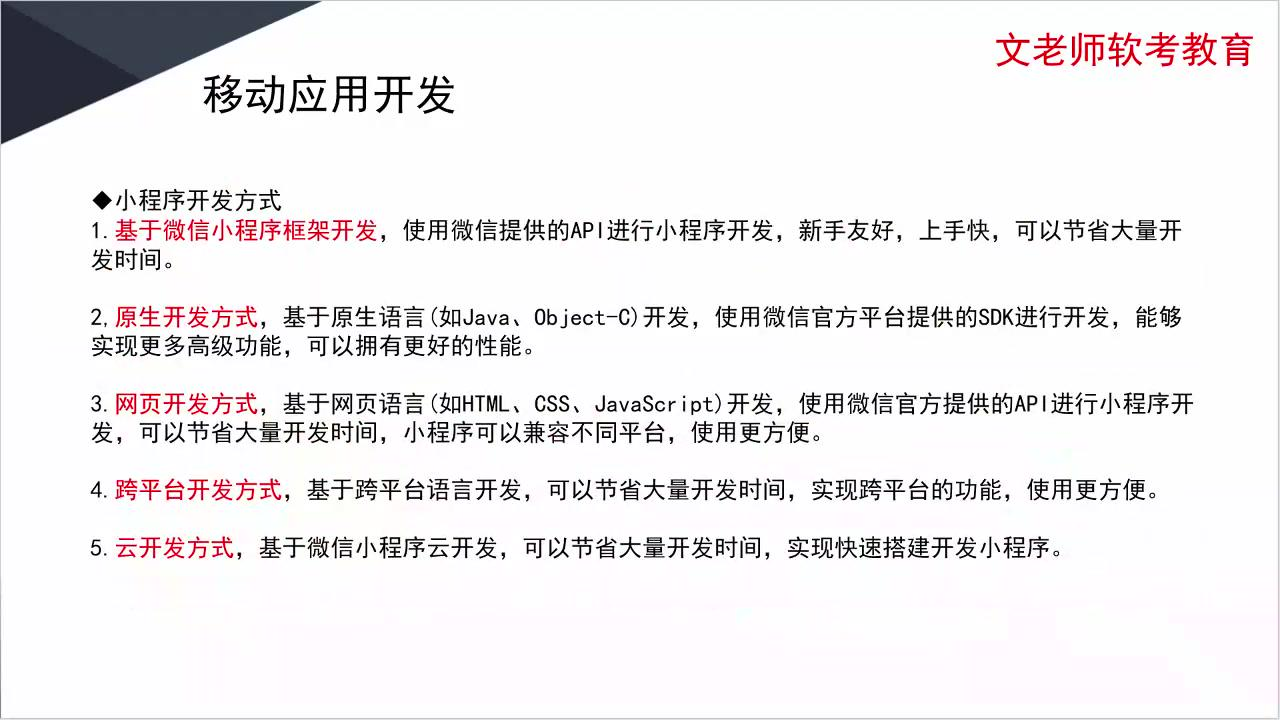 文老师软考教育
移动应用开发
◆小程序开发方式
1.基于微信小程序框架开发，使用微信提供的API进行小程序开发，新手友好，上手快，可以节省大量开
发时间。
2,原生开发方式，基于原生语言(如Java、Object-C)开发，使用微信官方平台提供的SDK进行开发，能够
实现更多高级功能，可以拥有更好的性能。
3.网页开发方式，基于网页语言(如HTML、CSS、JavaScript)开发，使用微信官方提供的API进行小程序开
发，可以节省大量开发时间，小程序可以兼容不同平台，使用更方便。
4.跨平台开发方式，基于跨平台语言开发，可以节省大量开发时间，实现跨平台的功能，使用更方便。
5.云开发方式，基于微信小程序云开发，可以节省大量开发时间，实现快速搭建开发小程序。